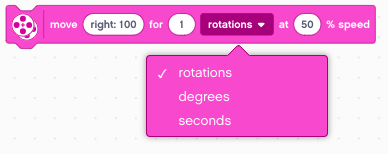 move right: 100 for 1 rotations at 50 % speed
rotations
degrees
seconds